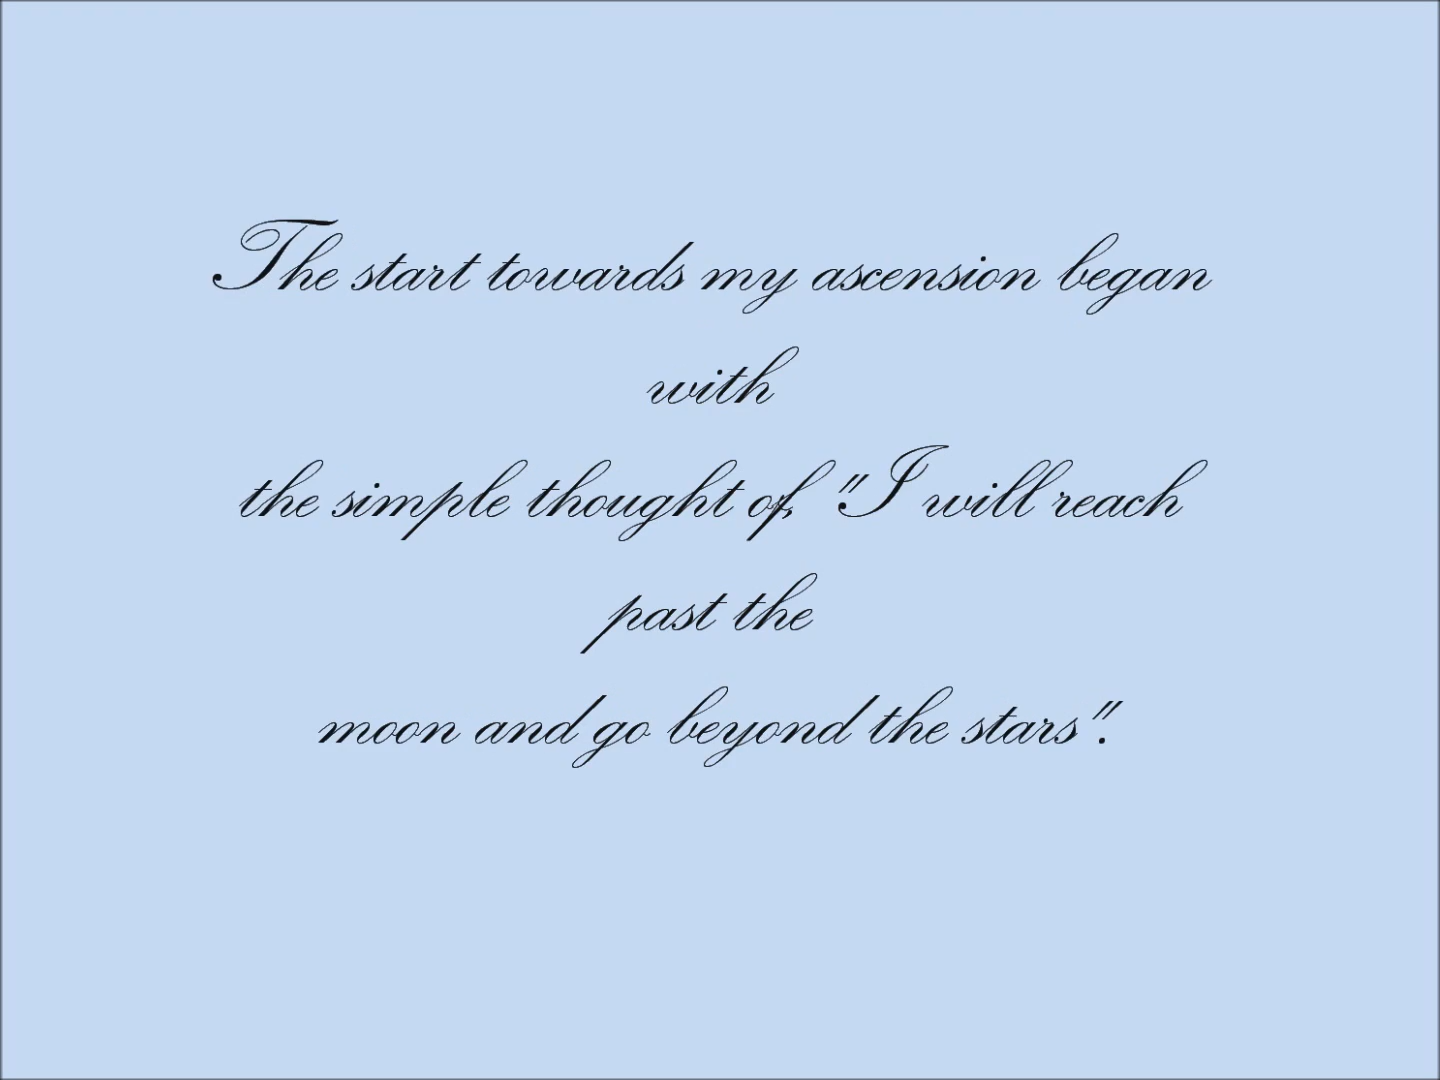 The start towards my ascension began
with
the simple thought of, "I will reach
past the
moon and go beyond the stars".